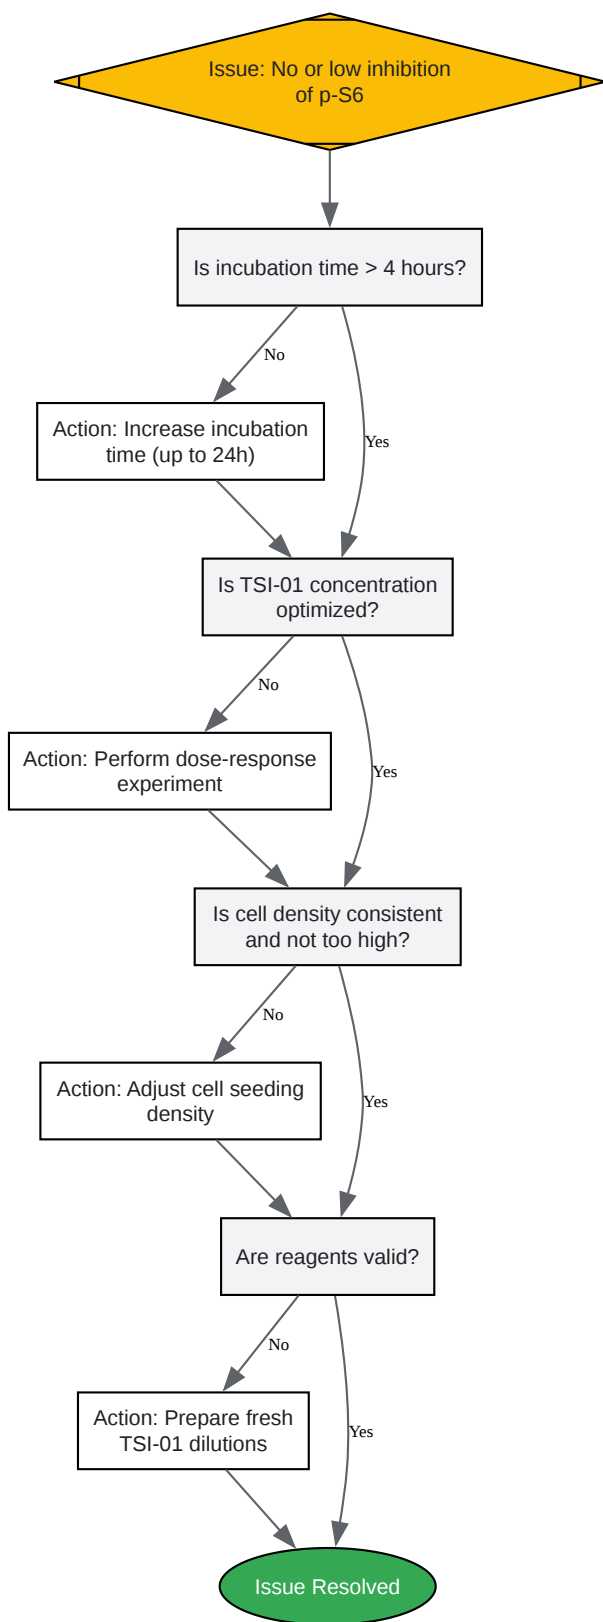 Issue: No or low inhibition
of p-S6
Is incubation time > 4 hours?
No
Action: Increase incubation
time (up to 24h)
Yes
Is TSI-01 concentration
optimized?
No
Action: Perform dose-response
experiment
Yes
Is cell density consistent
and not too high?
No
Action: Adjust cell seeding
density
Yes
Are reagents valid?
No
Action: Prepare fresh
TSI-01 dilutions
Yes
Issue Resolved